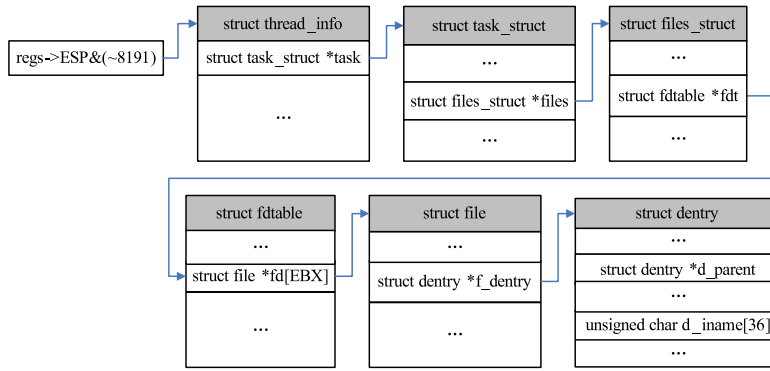 regs->ESP&(~8191)
struct thread_info
struct task_struct *task
...
struct task_struct
...
struct files_struct *files
...
struct files_struct
...
struct fdtable *fdt
...
struct fdtable
...
struct file *fd[EBX]
...
struct file
...
struct dentry *f_dentry
...
struct dentry
...
struct dentry *d_parent
...
unsigned char d_iname[36]
...